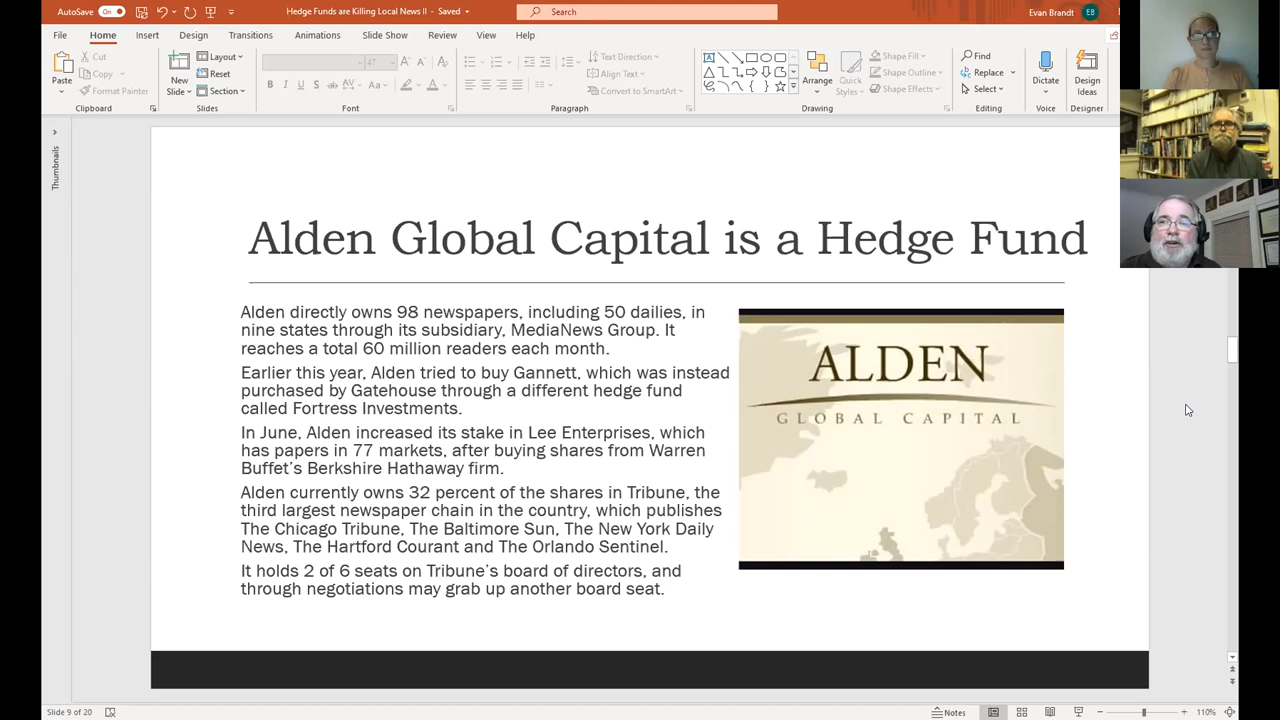 AutoSave On
Hedge Funds are Killing Local News II - Saved
Search
Evan Brandt EB
File Home Insert Design Transitions Animations Slide Show Review View Help
Paste
Cut
Copy
Format Painter
Clipboard
New Slide
Layout
Reset
Section
Slides
47
Font
Text Direction
Align Text
Convert to SmartArt
Paragraph
Arrange
Quick Styles
Shape Fill
Shape Outline
Shape Effects
Drawing
Find
Replace
Select
Editing
Dictate
Voice
Design Ideas
Designer
Thumbnails
Alden Global Capital is a Hedge Fund
Alden directly owns 98 newspapers, including 50 dailies, in
nine states through its subsidiary, MediaNews Group. It
reaches a total 60 million readers each month.
Earlier this year, Alden tried to buy Gannett, which was instead
purchased by Gatehouse through a different hedge fund
called Fortress Investments.
In June, Alden increased its stake in Lee Enterprises, which
has papers in 77 markets, after buying shares from Warren
Buffet's Berkshire Hathaway firm.
Alden currently owns 32 percent of the shares in Tribune, the
third largest newspaper chain in the country, which publishes
The Chicago Tribune, The Baltimore Sun, The New York Daily
News, The Hartford Courant and The Orlando Sentinel.
It holds 2 of 6 seats on Tribune's board of directors, and
through negotiations may grab up another board seat.
ALDEN
GLOBAL CAPITAL
Slide 9 of 20
Notes
110%